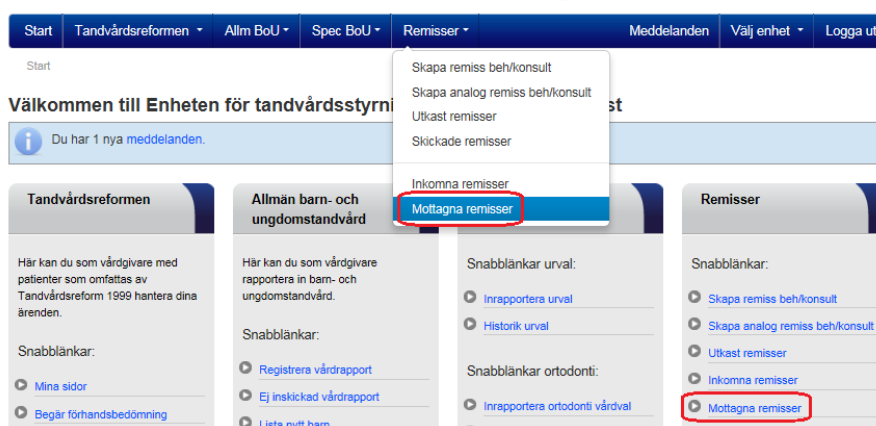 Start Tandvårdsreformen Allm BoU Spec BoU Remisser Meddelanden Välj enhet Logga ut
Start
Skapa remiss beh/konsult
Skapa analog remiss beh/konsult
Utkast remisser
Skickade remisser
Inkomna remisser
Mottagna remisser
Välkommen till Enheten för tandvårdsstyrni st
Du har 1 nya meddelanden.
Tandvårdsreformen
Här kan du som vårdgivare med
patienter som omfattas av
Tandvårdsreform 1999 hantera dina
ärenden.
Snabblänkar:
Mina sidor
Begär förhandsbedömning
Allmän barn- och
ungdomstandvård
Här kan du som vårdgivare
rapportera in barn- och
ungdomstandvård.
Snabblänkar:
Registrera vårdrapport
Ej inskickad vårdrapport
Lista nytt barn
Snabblänkar urval:
Inrapportera urval
Historik urval
Snabblänkar ortodonti:
Inrapportera ortodonti vårdval
Remisser
Snabblänkar:
Skapa remiss beh/konsult
Skapa analog remiss beh/konsult
Utkast remisser
Inkomna remisser
Mottagna remisser